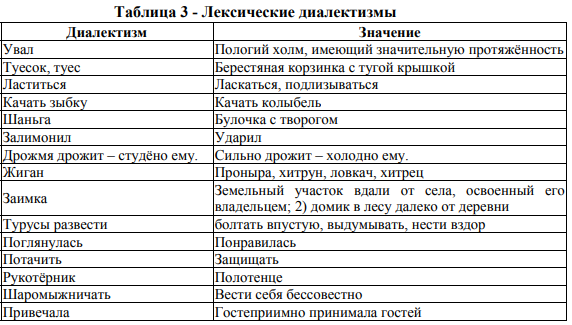 Таблица 3 - Лексические диалектизмы
Диалектизм Значение
Увал Пологий холм, имеющий значительную протяжённость
Туесок, туес Берестяная корзинка с тугой крышкой
Ластиться Ласкаться, подлизываться
Качать зыбку Качать колыбель
Шаньга Булочка с творогом
Залимонил Ударил
Дрожмя дрожит – студёно ему. Сильно дрожит – холодно ему.
Жиган Проныра, хитрун, ловкач, хитрец
Заимка Земельный участок вдали от села, освоенный его
владельцем; 2) домик в лесу далеко от деревни
Турусы развести болтать впустую, выдумывать, нести вздор
Поглянулась Понравилась
Потачить Защищать
Рукотёрник Полотенце
Шаромыжничать Вести себя бессовестно
Привечала Гостеприимно принимала гостей